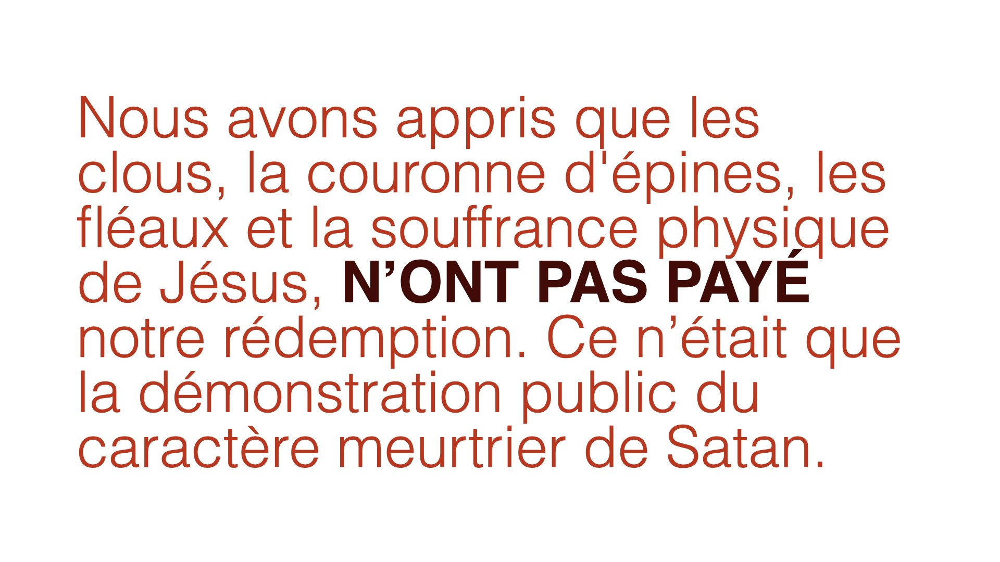 Nous avons appris que les
clous, la couronne d'épines, les
fléaux et la souffrance physique
de Jésus, N’ONT PAS PAYÉ
notre rédemption. Ce n’était que
la démonstration public du
caractère meurtrier de Satan.